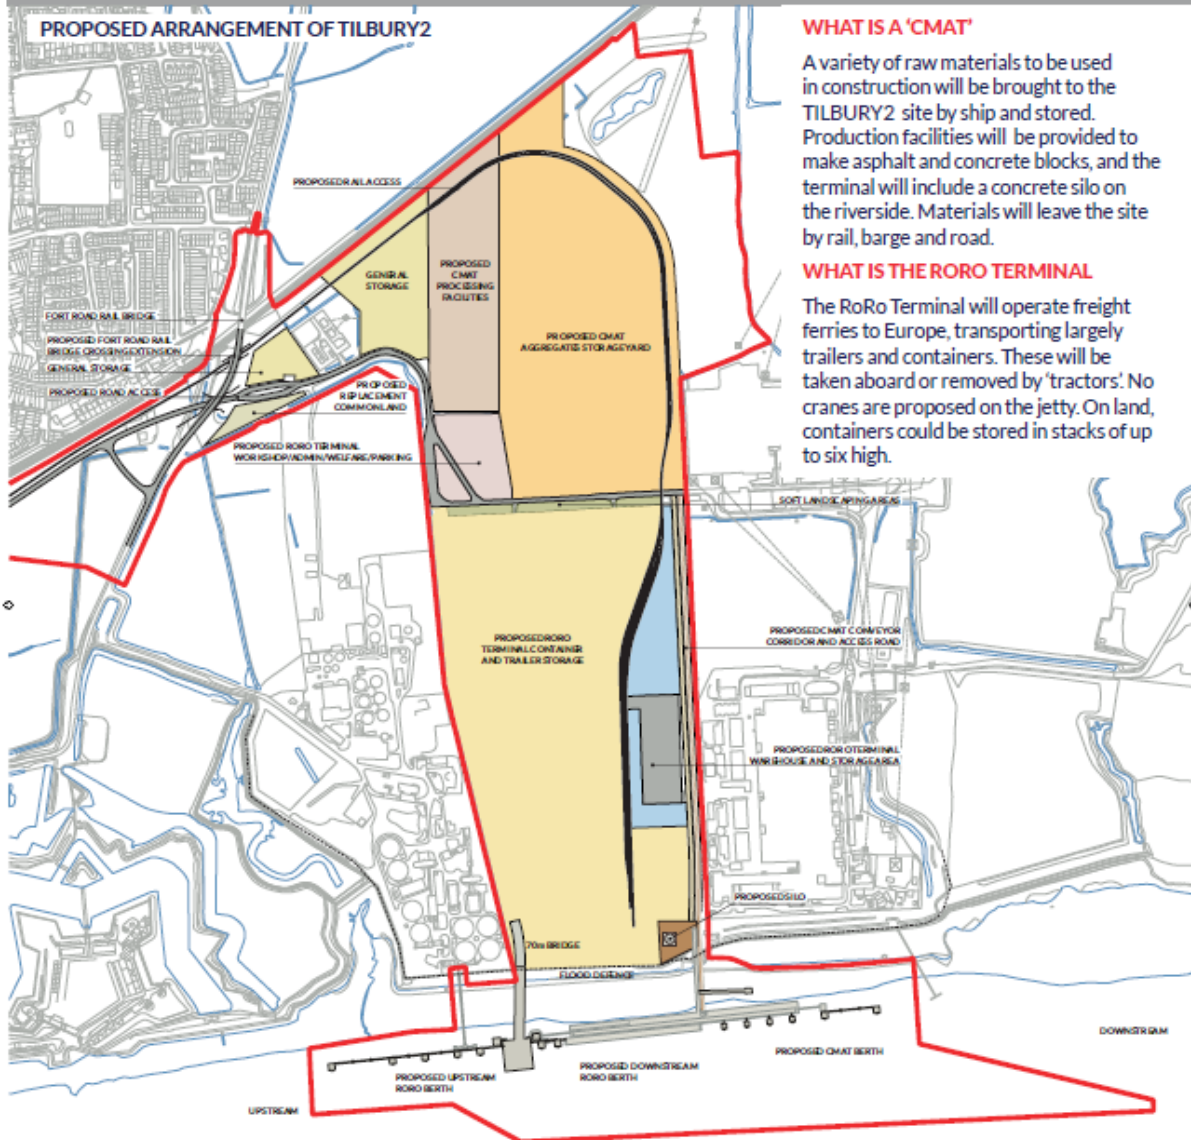 PROPOSED ARRANGEMENT OF TILBURY2
WHAT IS A ‘CMAT’
A variety of raw materials to be used
in construction will be brought to the
TILBURY2 site by ship and stored.
Production facilities will be provided to
make asphalt and concrete blocks, and the
terminal will include a concrete silo on
the riverside. Materials will leave the site
by rail, barge and road.
WHAT IS THE RORO TERMINAL
The RoRo Terminal will operate freight
ferries to Europe, transporting largely
trailers and containers. These will be
taken aboard or removed by ‘tractors’. No
cranes are proposed on the jetty. On land,
containers could be stored in stacks of up
to six high.
PROPOSED RAIL ACCESS
GENERAL
STORAGE
PROPOSED
CMAT
PROCESSING
FACILITIES
PROPOSED CMAT
AGGREGATES STORAGE YARD
FORT ROAD RAIL BRIDGE
PROPOSED FORT ROAD RAIL
BRIDGE CROSSING EXTENSION
GENERAL STORAGE
PROPOSED ROAD ACCESS
PROPOSED
REPLACEMENT
COMMON LAND
PROPOSED RORO TERMINAL
WORKSHOP/ADMIN/WELFARE/PARKING
SOFT LANDSCAPING AREAS
PROPOSED RORO
TERMINAL CONTAINER
AND TRAILER STORAGE
PROPOSED CMAT CONVEYOR
CORRIDOR AND ACCESS ROAD
PROPOSED RORO TERMINAL
WAREHOUSE AND STORAGE AREA
PROPOSED SILO
70m BRIDGE
FLOOD DEFENCE
DOWNSTREAM
PROPOSED CMAT BERTH
PROPOSED DOWNSTREAM
RORO BERTH
PROPOSED UPSTREAM
RORO BERTH
UPSTREAM